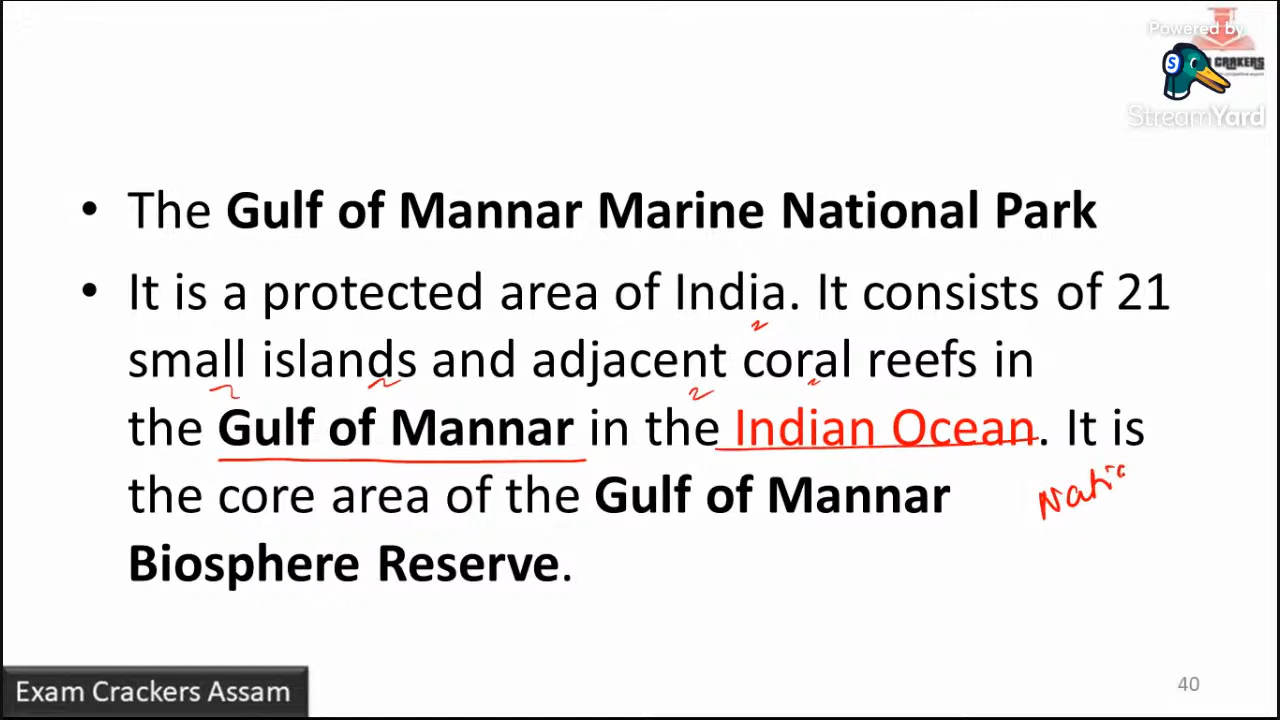 Powered by
CRAKERS
StreamYard
• The Gulf of Mannar Marine National Park
• It is a protected area of India. It consists of 21
small islands and adjacent coral reefs in
the Gulf of Mannar in the Indian Ocean. It is
the core area of the Gulf of Mannar
Natio
Biosphere Reserve.
Exam Crackers Assam
40